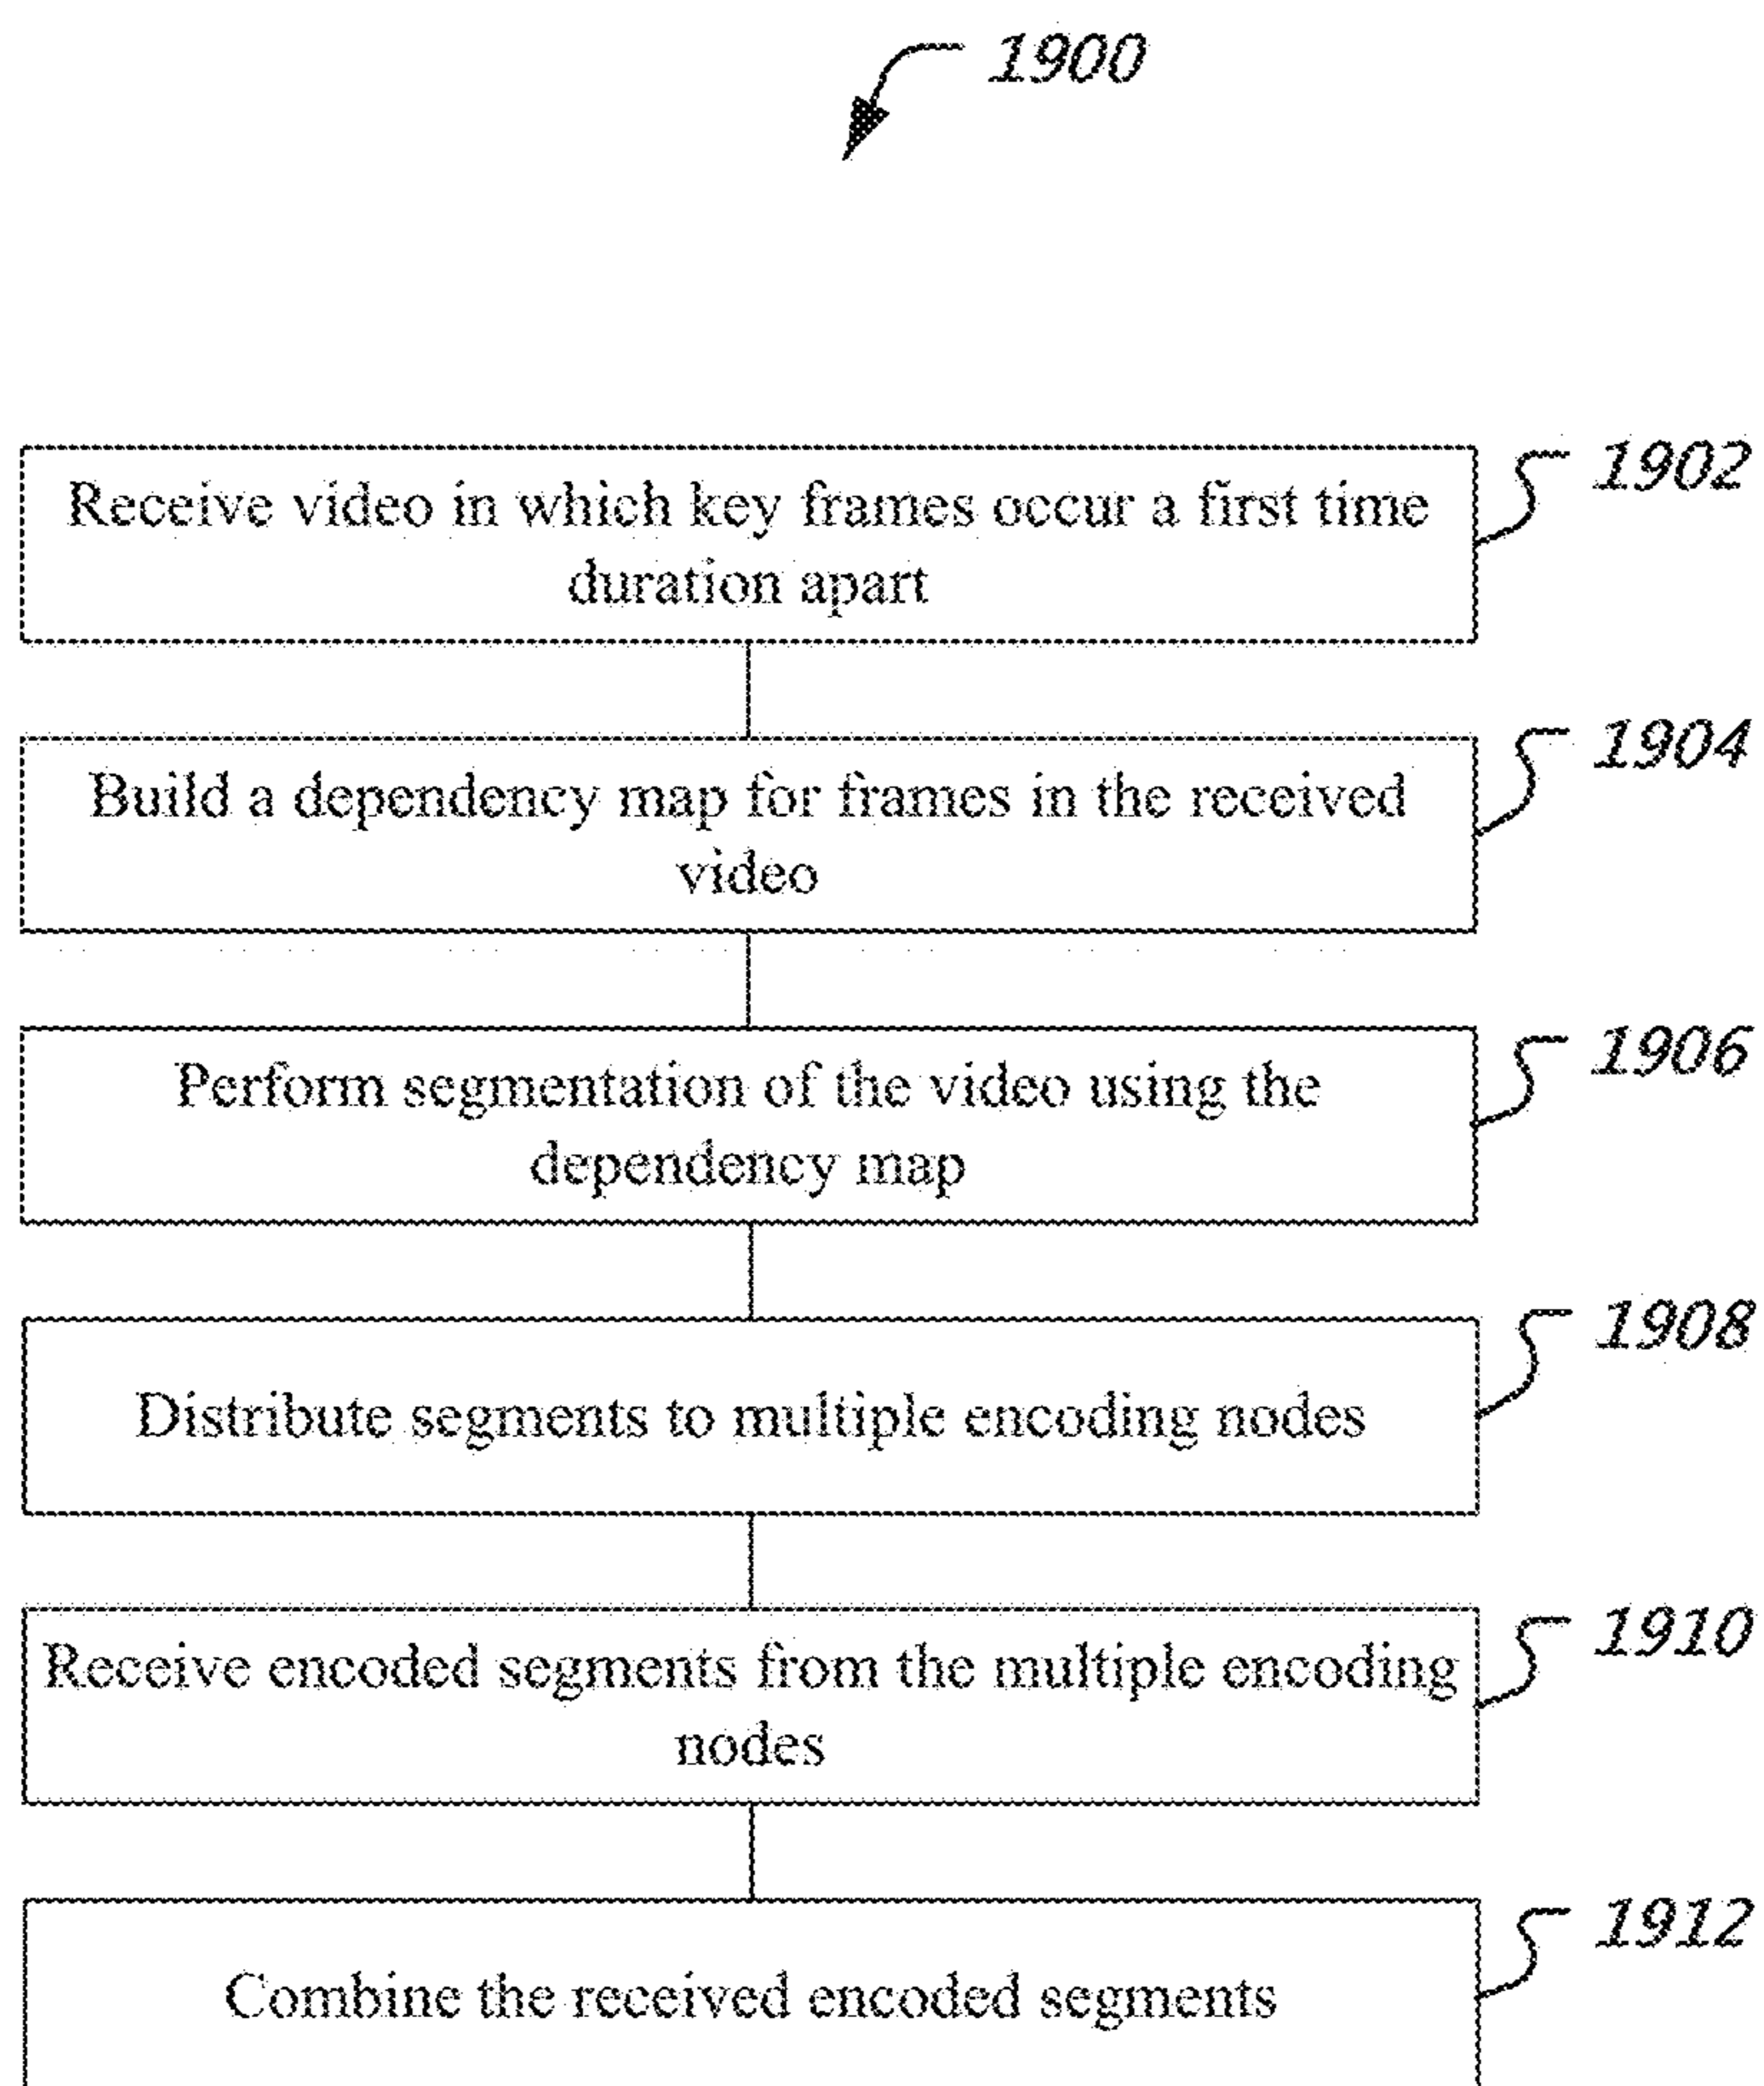 1900
Receive video in which key frames occur a first time
duration apart
1902
Build a dependency map for frames in the received
video
1904
Perform segmentation of the video using the
dependency map
1906
Distribute segments to multiple encoding nodes
1908
Receive encoded segments from the multiple encoding
nodes
1910
Combine the received encoded segments
1912